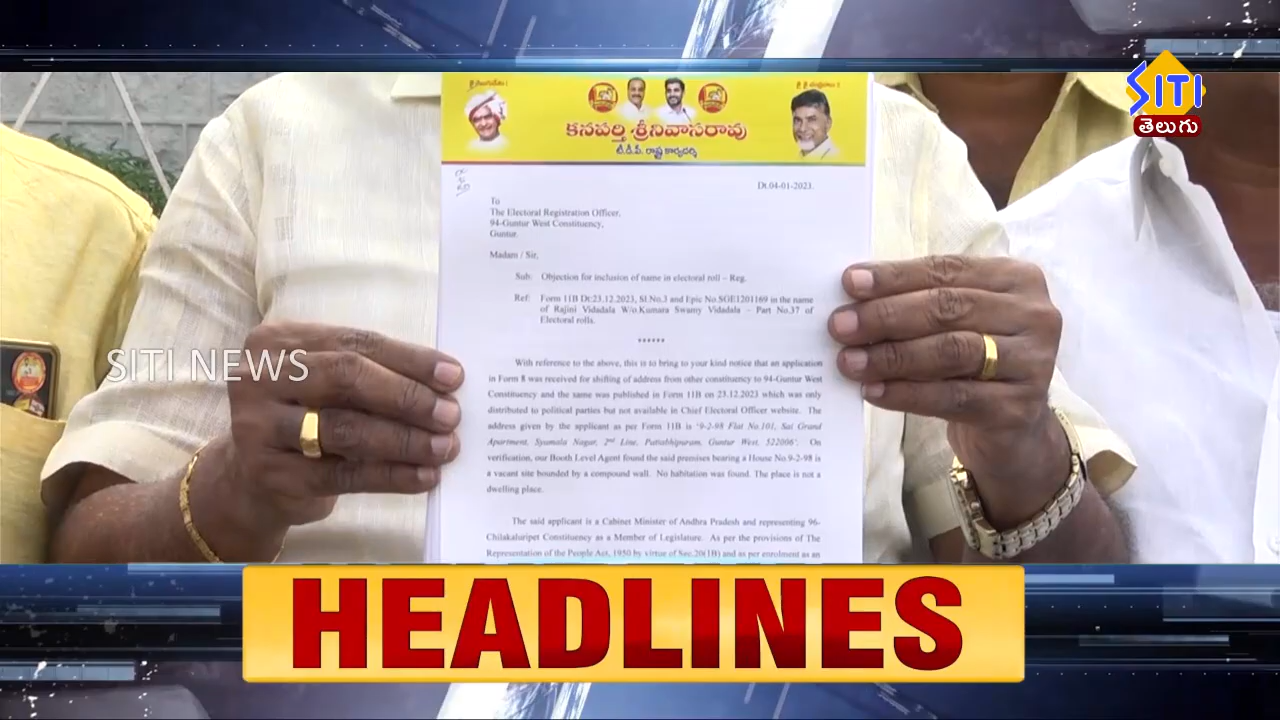 జై తెలుగుదేశం !
జై జై చంద్రబాబు !
కనపర్తి శ్రీనివాసరావు
టి.డి.పి. రాష్ట్ర కార్యదర్శి
SITI
తెలుగు
Dt.04-01-2023.
To
The Electoral Registration Officer,
94-Guntur West Constituency,
Guntur.
Madam / Sir,
Sub: Objection for inclusion of name in electoral roll – Reg.
Ref: Form 11B Dt:23.12.2023, Sl.No.3 and Epic No.SGE1201169 in the name
of Rajini Vidadala W/o.Kumara Swamy Vidadala – Part No.37 of
Electoral rolls.
******
With reference to the above, this is to bring to your kind notice that an application
in Form 8 was received for shifting of address from other constituency to 94-Guntur West
Constituency and the same was published in Form 11B on 23.12.2023 which was only
distributed to political parties but not available in Chief Electoral Officer website. The
address given by the applicant as per Form 11B is '9-2-98 Flat No.101, Sai Grand
Apartment, Syamala Nagar, 2nd Line, Pattabhipuram, Guntur West, 522006'. On
verification, our Booth Level Agent found the said premises bearing a House No.9-2-98 is
a vacant site bounded by a compound wall. No habitation was found. The place is not a
dwelling place.
The said applicant is a Cabinet Minister of Andhra Pradesh and representing 96-
Chilakaluripet Constituency as a Member of Legislature. As per the provisions of The
Representation of the People Act, 1950 by virtue of Sec.20(1B) and as per enrolment as an
SITI NEWS
HEADLINES